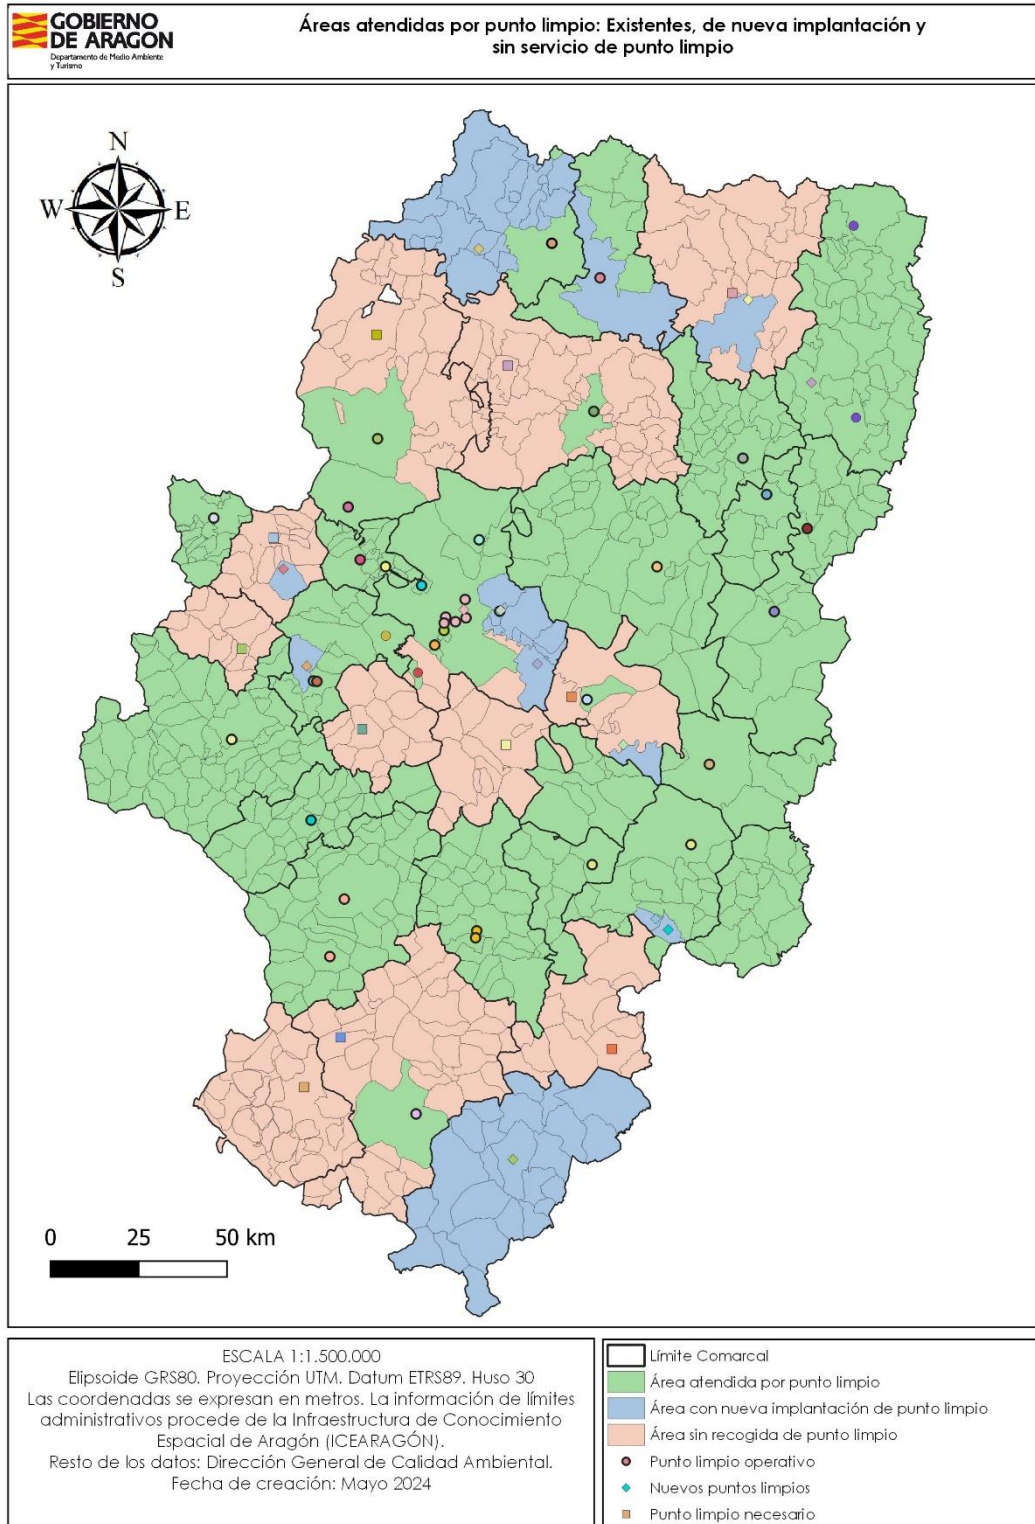 GOBIERNO
DE ARAGON
Departamento de Medio Ambiente
y Turismo
Áreas atendidas por punto limpio: Existentes, de nueva implantación y
sin servicio de punto limpio
N
W
E
S
0 25 50 km
ESCALA 1:1.500.000
Elipsoide GRS80. Proyección UTM. Datum ETRS89. Huso 30
Las coordenadas se expresan en metros. La información de límites
administrativos procede de la Infraestructura de Conocimiento
Espacial de Aragón (ICEARAGÓN).
Resto de los datos: Dirección General de Calidad Ambiental.
Fecha de creación: Mayo 2024
Límite Comarcal
Área atendida por punto limpio
Área con nueva implantación de punto limpio
Área sin recogida de punto limpio
Punto limpio operativo
Nuevos puntos limpios
Punto limpio necesario